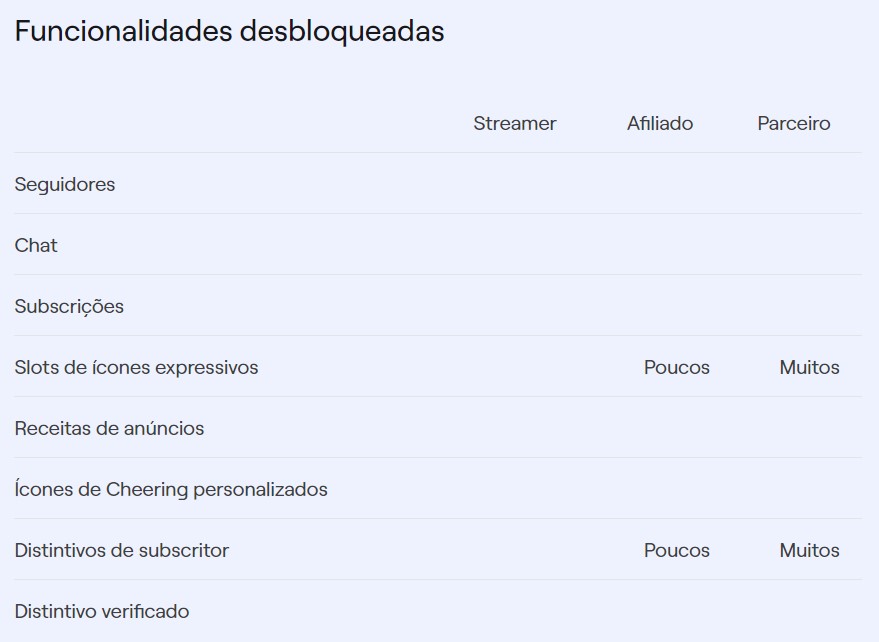 Funcionalidades desbloqueadas
Streamer Afiliado Parceiro
Seguidores
Chat
Subscrições
Slots de ícones expressivos Poucos Muitos
Receitas de anúncios
Ícones de Cheering personalizados
Distintivos de subscritor Poucos Muitos
Distintivo verificado